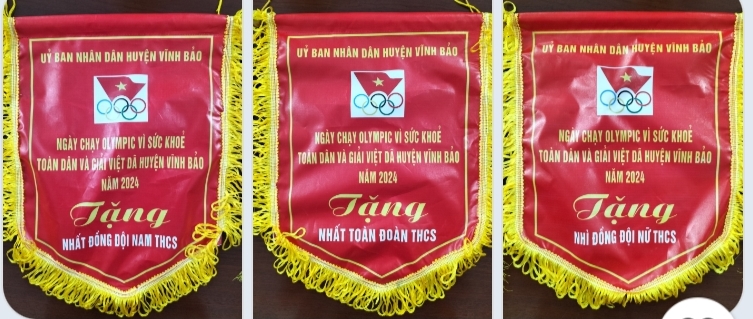 UỶ BAN NHÂN DÂN HUYỆN VĨNH BẢO
NGÀY CHẠY OLYMPIC VÌ SỨC KHOẺ
TOÀN DÂN VÀ GIẢI VIỆT DÃ HUYỆN VĨNH BẢO
NĂM 2024
Tặng
NHẤT ĐỒNG ĐỘI NAM THCS
UỶ BAN NHÂN DÂN HUYỆN VĨNH BẢO
NGÀY CHẠY OLYMPIC VÌ SỨC KHOẺ
TOÀN DÂN VÀ GIẢI VIỆT DÃ HUYỆN VĨNH BẢO
NĂM 2024
Tặng
NHẤT TOÀN ĐOÀN THCS
UỶ BAN NHÂN DÂN HUYỆN VĨNH BẢO
NGÀY CHẠY OLYMPIC VÌ SỨC KHOẺ
TOÀN DÂN VÀ GIẢI VIỆT DÃ HUYỆN VĨNH BẢO
NĂM 2024
Tặng
NHÌ ĐỒNG ĐỘI NỮ THCS